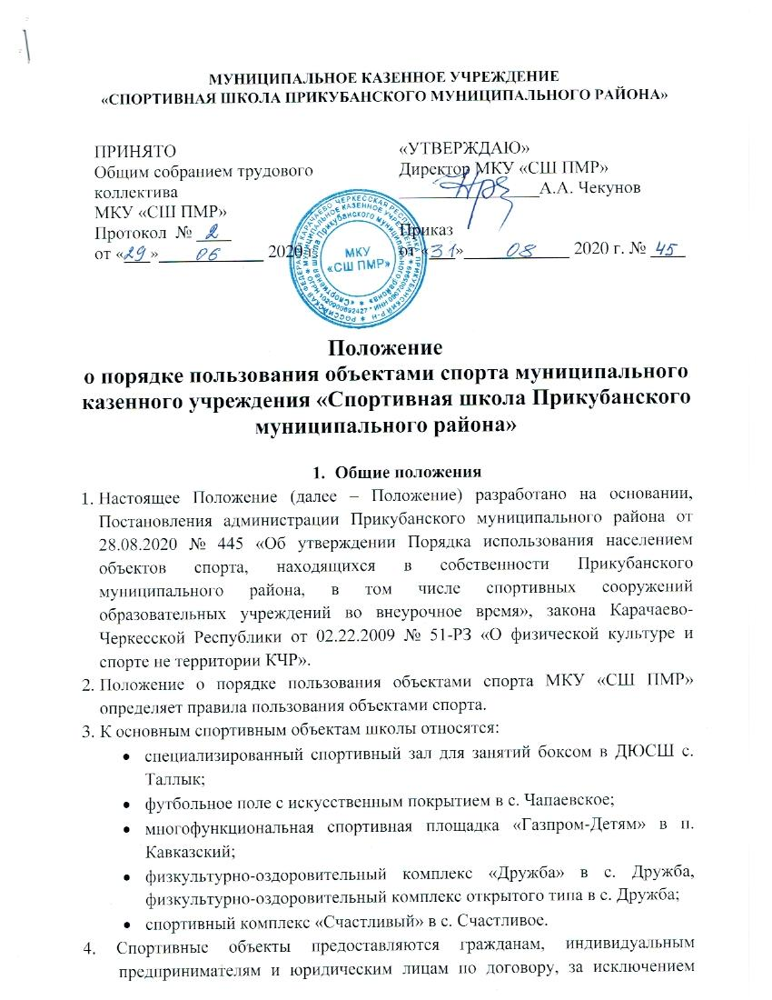 МУНИЦИПАЛЬНОЕ КАЗЕННОЕ УЧРЕЖДЕНИЕ
«СПОРТИВНАЯ ШКОЛА ПРИКУБАНСКОГО МУНИЦИПАЛЬНОГО РАЙОНА»
ПРИНЯТО
Общим собранием трудового
коллектива
МКУ «СШ ПМР»
Протокол № 2
от «29» 06 2020 г.
«УТВЕРЖДАЮ»
Директор МКУ «СШ ПМР»
А.А. Чекунов
Приказ
от «31» 08 2020 г. № 45
МКУ
«СШ ПМР»
Положение
о порядке пользования объектами спорта муниципального
казенного учреждения «Спортивная школа Прикубанского
муниципального района»
1. Общие положения
1. Настоящее Положение (далее – Положение) разработано на основании,
Постановления администрации Прикубанского муниципального района от
28.08.2020 № 445 «Об утверждении Порядка использования населением
объектов спорта, находящихся в собственности Прикубанского
муниципального района, в том числе спортивных сооружений
образовательных учреждений во внеурочное время», закона Карачаево-
Черкесской Республики от 02.22.2009 № 51-РЗ «О физической культуре и
спорте не территории КЧР».
2. Положение о порядке пользования объектами спорта МКУ «СШ ПМР»
определяет правила пользования объектами спорта.
3. К основным спортивным объектам школы относятся:
• специализированный спортивный зал для занятий боксом в ДЮСШ с.
Таллык;
• футбольное поле с искусственным покрытием в с. Чапаевское;
• многофункциональная спортивная площадка «Газпром-Детям» в п.
Кавказский;
• физкультурно-оздоровительный комплекс «Дружба» в с. Дружба,
физкультурно-оздоровительный комплекс открытого типа в с. Дружба;
• спортивный комплекс «Счастливый» в с. Счастливое.
4. Спортивные объекты предоставляются гражданам, индивидуальным
предпринимателям и юридическим лицам по договору, за исключением